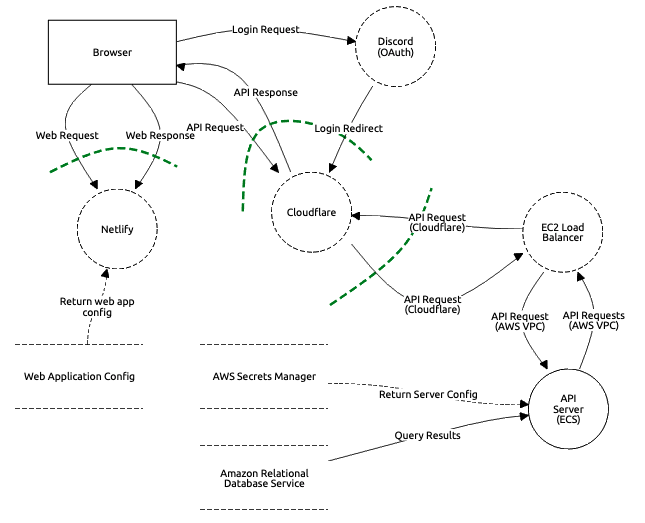 Login Request
Discord
(OAuth)
Browser
API Response
API Request
Login Redirect
Web Request
Web Response
Cloudflare
Netlify
API Request
(Cloudflare)
EC2 Load
Balancer
API Request
(Cloudflare)
Return web app
config
API Request
(AWS VPC)
API Requests
(AWS VPC)
Web Application Config
AWS Secrets Manager
Return Server Config
API
Server
(ECS)
Query Results
Amazon Relational
Database Service